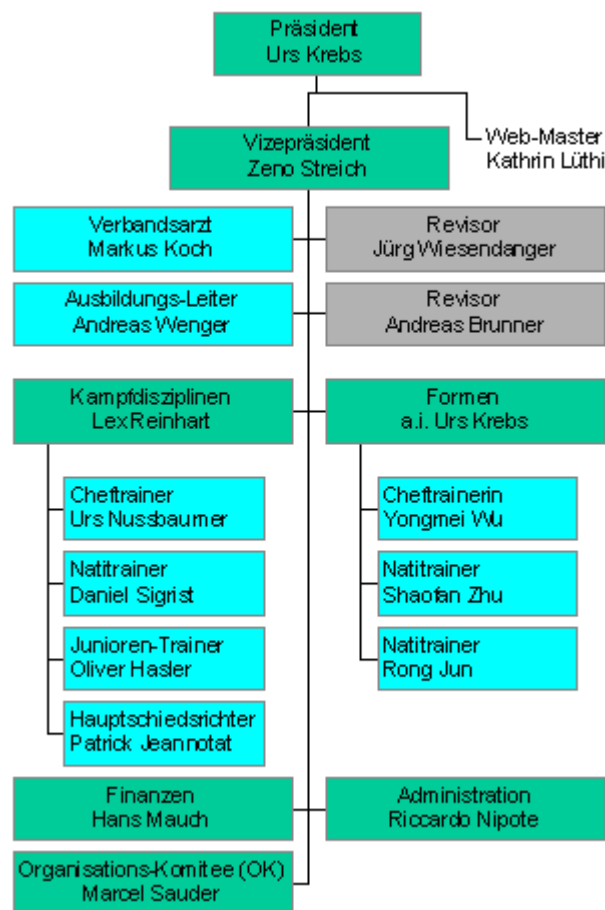 Präsident
Urs Krebs
Vizepräsident
Zeno Streich
Web-Master
Kathrin Lüthi
Verbandsarzt
Markus Koch
Revisor
Jürg Wiesendanger
Ausbildungs-Leiter
Andreas Wenger
Revisor
Andreas Brunner
Kampfdisziplinen
Lex Reinhart
Formen
a.i. Urs Krebs
Cheftrainer
Urs Nussbaumer
Natitrainer
Daniel Sigrist
Junioren-Trainer
Oliver Hasler
Hauptschiedsrichter
Patrick Jeannotat
Cheftrainerin
Yongmei Wu
Natitrainer
Shaofan Zhu
Natitrainer
Rong Jun
Finanzen
Hans Mauch
Administration
Riccardo Nipote
Organisations-Komitee (OK)
Marcel Sauder